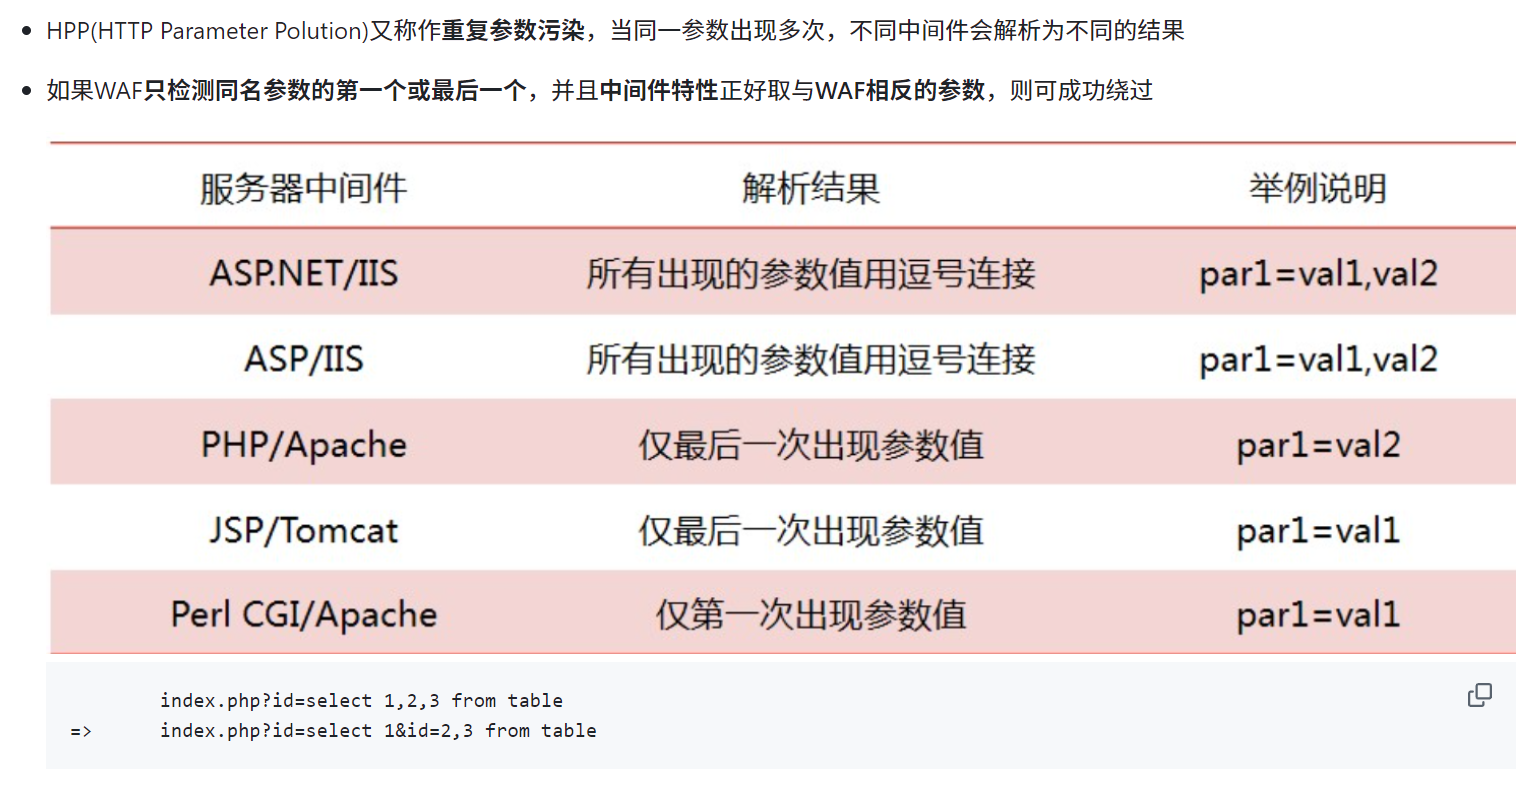 HPP(HTTP Parameter Polution)又称作重复参数污染，当同一参数出现多次，不同中间件会解析为不同的结果
如果WAF只检测同名参数的第一个或最后一个，并且中间件特性正好取与WAF相反的参数，则可成功绕过
服务器中间件 解析结果 举例说明
ASP.NET/IIS 所有出现的参数值用逗号连接 par1=val1,val2
ASP/IIS 所有出现的参数值用逗号连接 par1=val1,val2
PHP/Apache 仅最后一次出现参数值 par1=val2
JSP/Tomcat 仅最后一次出现参数值 par1=val1
Perl CGI/Apache 仅第一次出现参数值 par1=val1
index.php?id=select 1,2,3 from table
=> index.php?id=select 1&id=2,3 from table